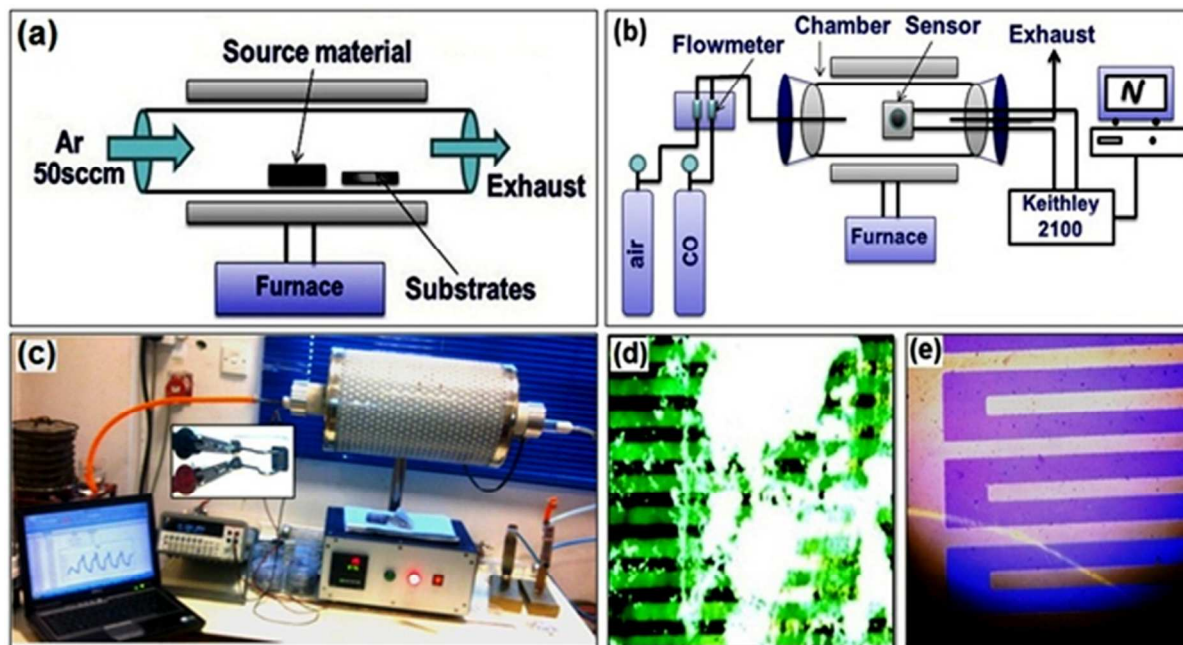 (a)
Source material
Ar
50sccm
Exhaust
Furnace
Substrates
(b)
Chamber
Sensor
Flowmeter
Exhaust
N
Keithley
2100
Furnace
air
CO
(c)
(d)
(e)